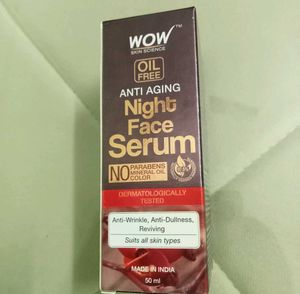 WOW™
SKIN SCIENCE
OIL
FREE
ANTI AGING
Night
Face
Serum
NO PARABENS
MINERAL OIL
COLOR
DERMATOLOGICALLY
TESTED
Anti-Wrinkle, Anti-Dullness,
Reviving
Suits all skin types
MADE IN INDIA
50 ml